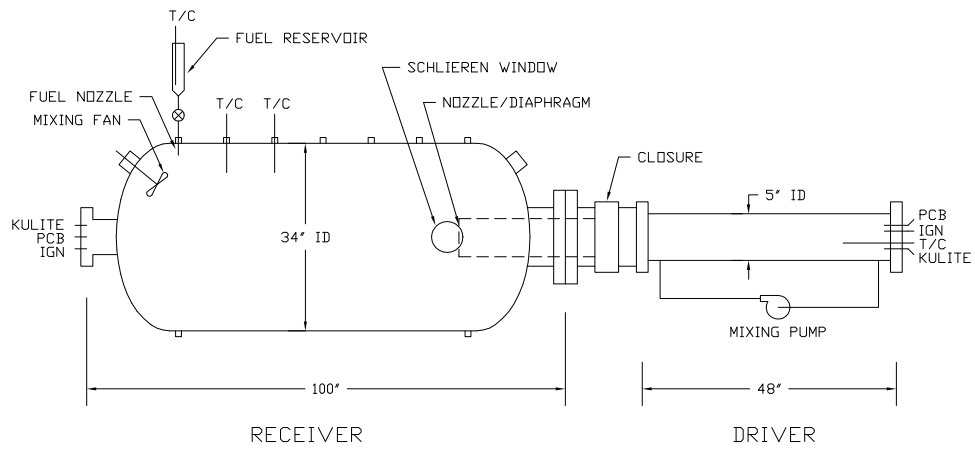 T/C
FUEL RESERVOIR
SCHLIEREN WINDOW
FUEL NOZZLE
T/C
T/C
NOZZLE/DIAPHRAGM
MIXING FAN
CLOSURE
5" ID
KULITE
PCB
IGN
34" ID
PCB
IGN
T/C
KULITE
MIXING PUMP
100"
48"
RECEIVER
DRIVER